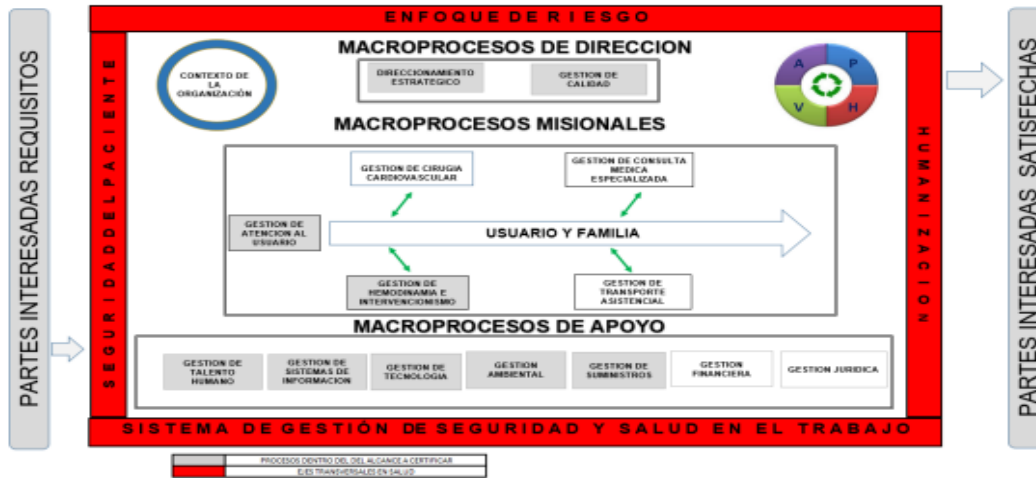 ENFOQUE DE RIESGO
PARTES INTERESADAS REQUISITOS
SEGURIDAD DEL PACIENTE
CONTEXTO DE
LA
ORGANIZACIÓN
MACROPROCESOS DE DIRECCION
DIRECCIONAMIENTO
ESTRATEGICO
GESTION DE
CALIDAD
A
P
V
H
MACROPROCESOS MISIONALES
GESTION DE CIRUGIA
CARDIOVASCULAR
GESTION DE CONSULTA
MEDICA
ESPECIALIZADA
GESTION DE
ATENCION AL
USUARIO
USUARIO Y FAMILIA
GESTION DE
HEMODINAMIA E
INTERVENCIONISMO
GESTION DE
TRANSPORTE
ASISTENCIAL
MACROPROCESOS DE APOYO
GESTION DE
TALENTO
HUMANO
GESTION DE
SISTEMAS DE
INFORMACION
GESTION DE
TECNOLOGIA
GESTION
AMBIENTAL
GESTION DE
SUMINISTROS
GESTION
FINANCIERA
GESTION JURIDICA
HUMANIZACION
PARTES INTERESADAS SATISFECHAS
SISTEMA DE GESTIÓN DE SEGURIDAD Y SALUD EN EL TRABAJO
PROCESOS DENTRO DEL DEL ALCANCE A CERTIFICAR
EJES TRANSVERSALES EN SALUD